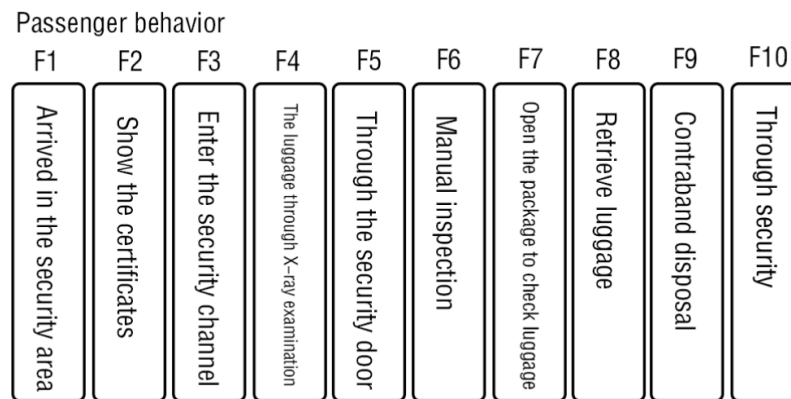 Passenger behavior
F1 F2 F3 F4 F5 F6 F7 F8 F9 F10
Arrived in the security area
Show the certificates
Enter the security channel
The luggage through X-ray examination
Through the security door
Manual inspection
Open the package to check luggage
Retrieve luggage
Contraband disposal
Through security